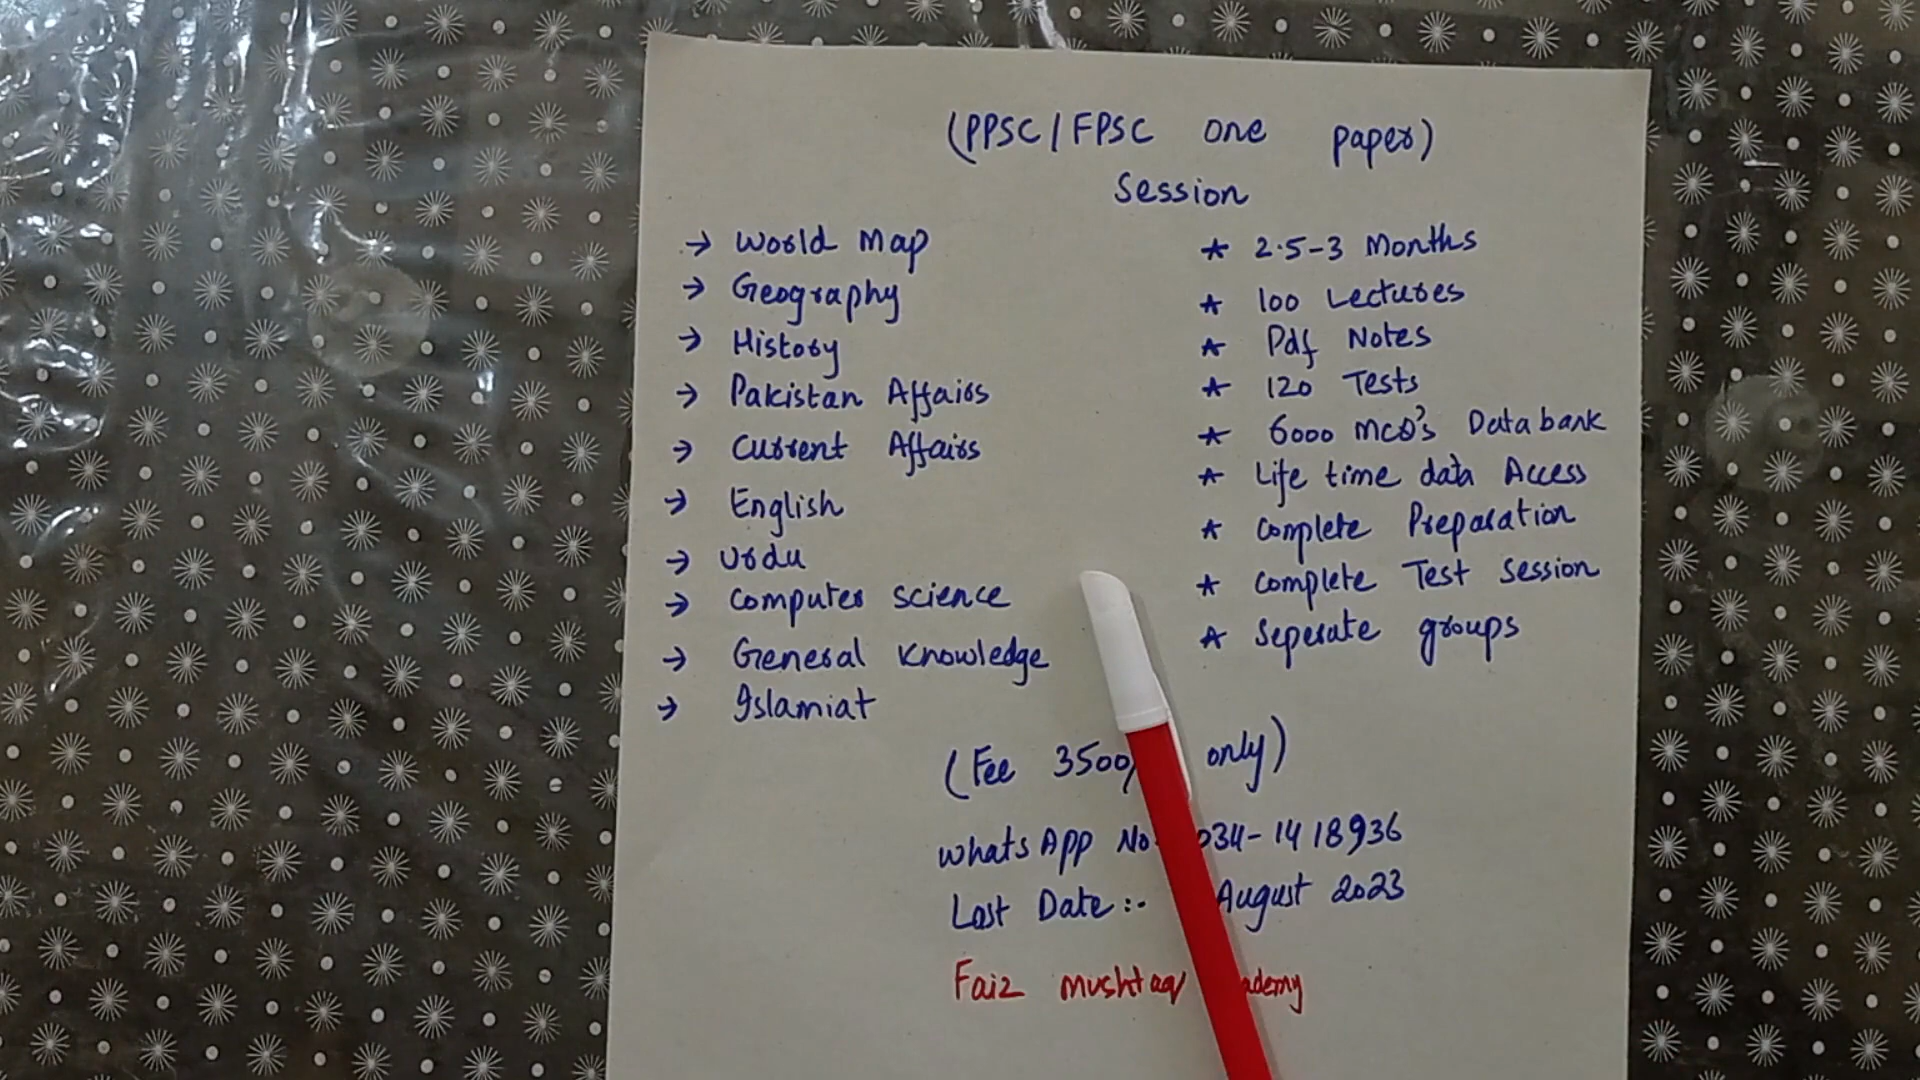 (PPSC/FPSC one paper)
Session
→ World Map
→ Geography
→ History
→ Pakistan Affairs
→ Current Affairs
→ English
→ Urdu
→ Computer science
→ General Knowledge
→ Islamiat
★ 2.5-3 Months
★ 100 Lectures
★ Pdf Notes
★ 120 Tests
★ 6000 MCQ's Databank
★ Life time data Access
★ Complete Preparation
★ Complete Test Session
★ Seperate groups
(Fee 3500/ only)
WhatsApp No 034-1418936
Last Date:- August 2023
Faiz Mushtaq